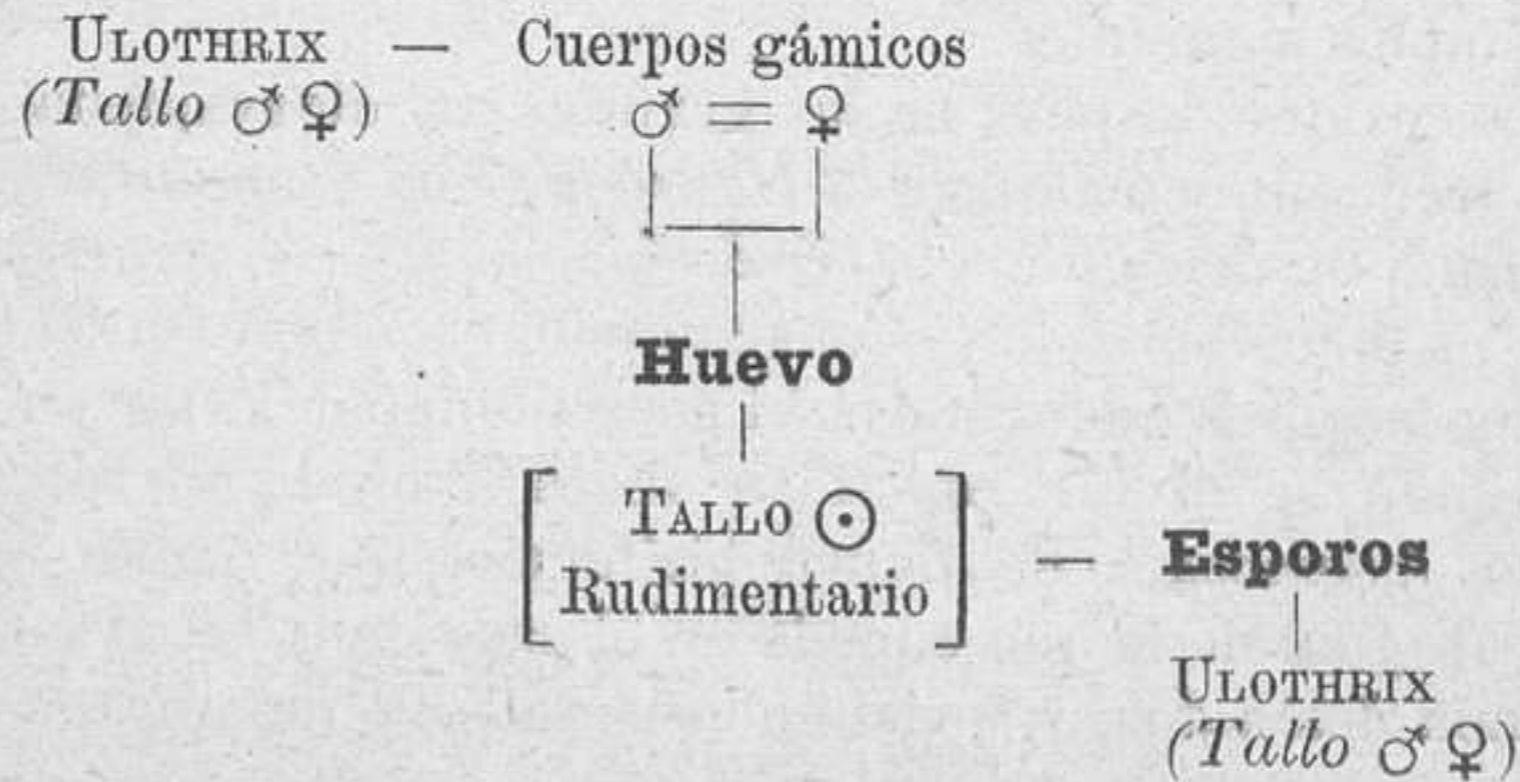 ULOTHRIX — Cuerpos gámicos
(Tallo ♂ ♀) ♂ = ♀
Huevo
TALLO ☉
Rudimentario
— Esporos
ULOTHRIX
(Tallo ♂ ♀)